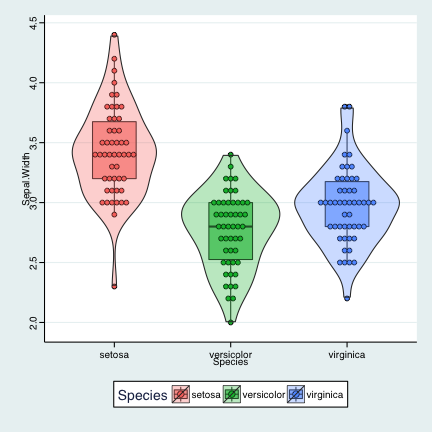 4.5
4.0
3.5
3.0
2.5
2.0
Sepal.Width
setosa versicolor virginica
Species
Species setosa versicolor virginica